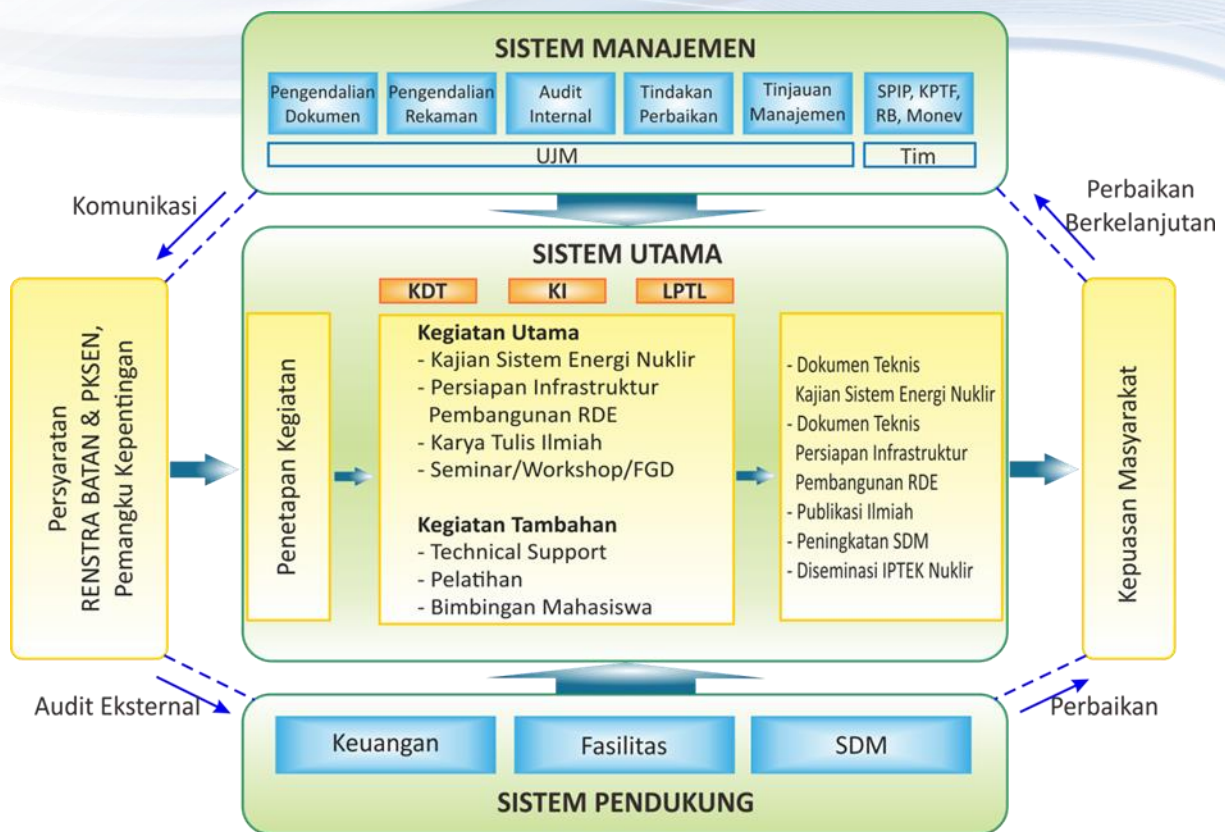 SISTEM MANAJEMEN
Pengendalian
Dokumen
Pengendalian
Rekaman
Audit
Internal
Tindakan
Perbaikan
Tinjauan
Manajemen
SPIP, KPTF,
RB, Monev
UJM
Tim
Komunikasi
Perbaikan
Berkelanjutan
SISTEM UTAMA
KDT
KI
LPTL
Persyaratan
RENSTRA BATAN & PKSEN,
Pemangku Kepentingan
Penetapan Kegiatan
Kegiatan Utama
- Kajian Sistem Energi Nuklir
- Persiapan Infrastruktur
Pembangunan RDE
- Karya Tulis Ilmiah
- Seminar/Workshop/FGD
Kegiatan Tambahan
- Technical Support
- Pelatihan
- Bimbingan Mahasiswa
- Dokumen Teknis
Kajian Sistem Energi Nuklir
- Dokumen Teknis
Persiapan Infrastruktur
Pembangunan RDE
- Publikasi Ilmiah
- Peningkatan SDM
- Diseminasi IPTEK Nuklir
Kepuasan Masyarakat
Audit Eksternal
Perbaikan
Keuangan
Fasilitas
SDM
SISTEM PENDUKUNG